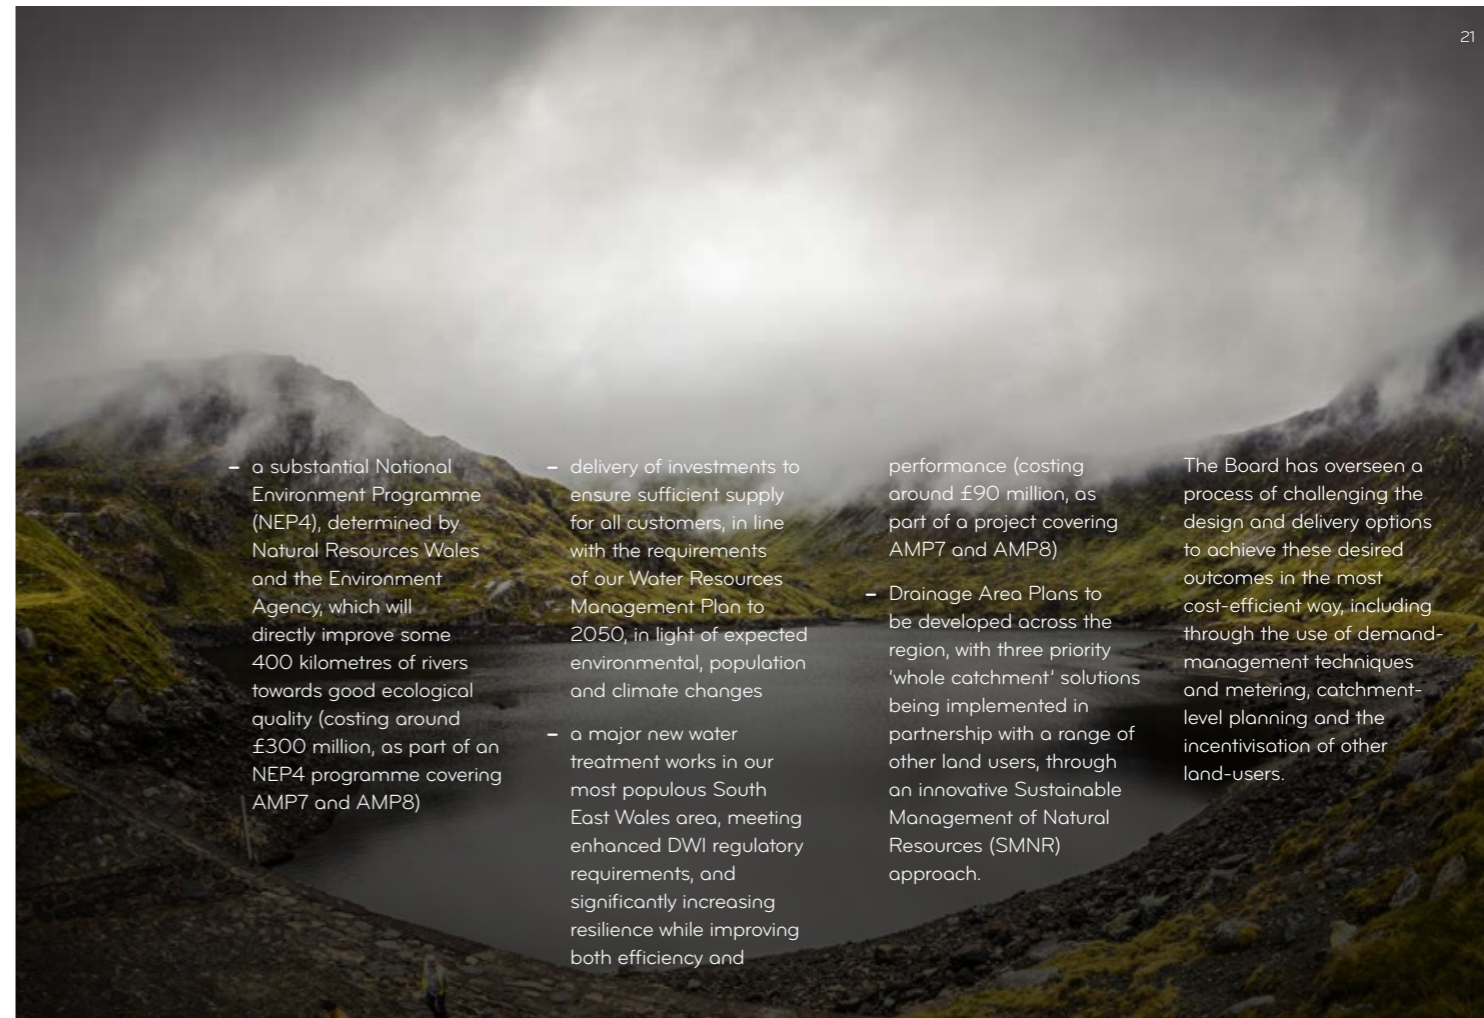 21
– a substantial National
Environment Programme
(NEP4), determined by
Natural Resources Wales
and the Environment
Agency, which will
directly improve some
400 kilometres of rivers
towards good ecological
quality (costing around
£300 million, as part of an
NEP4 programme covering
AMP7 and AMP8)
– delivery of investments to
ensure sufficient supply
for all customers, in line
with the requirements
of our Water Resources
Management Plan to
2050, in light of expected
environmental, population
and climate changes
– a major new water
treatment works in our
most populous South
East Wales area, meeting
enhanced DWI regulatory
requirements, and
significantly increasing
resilience while improving
both efficiency and
performance (costing
around £90 million, as
part of a project covering
AMP7 and AMP8)
– Drainage Area Plans to
be developed across the
region, with three priority
‘whole catchment’ solutions
being implemented in
partnership with a range of
other land users, through
an innovative Sustainable
Management of Natural
Resources (SMNR)
approach.
The Board has overseen a
process of challenging the
design and delivery options
to achieve these desired
outcomes in the most
cost-efficient way, including
through the use of demand-
management techniques
and metering, catchment-
level planning and the
incentivisation of other
land-users.